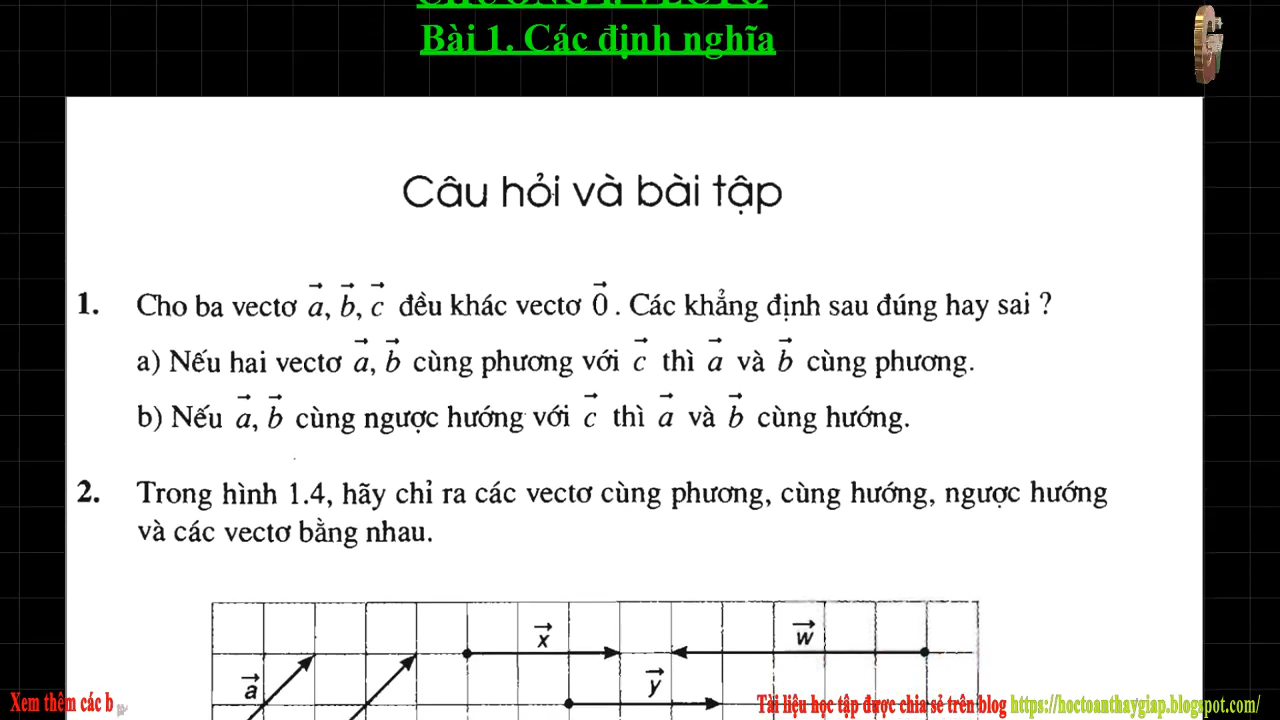 CHƯƠNG I. VECTƠ
Bài 1. Các định nghĩa
Câu hỏi và bài tập
1. Cho ba vectơ a⃗, b⃗, c⃗ đều khác vectơ 0⃗ . Các khẳng định sau đúng hay sai ?
a) Nếu hai vectơ a⃗, b⃗ cùng phương với c⃗ thì a⃗ và b⃗ cùng phương.
b) Nếu a⃗, b⃗ cùng ngược hướng với c⃗ thì a⃗ và b⃗ cùng hướng.
2. Trong hình 1.4, hãy chỉ ra các vectơ cùng phương, cùng hướng, ngược hướng
và các vectơ bằng nhau.
x⃗
w⃗
a⃗
y⃗
Xem thêm các b
Tài liệu học tập được chia sẻ trên blog https://hoctoanthaygiap.blogspot.com/